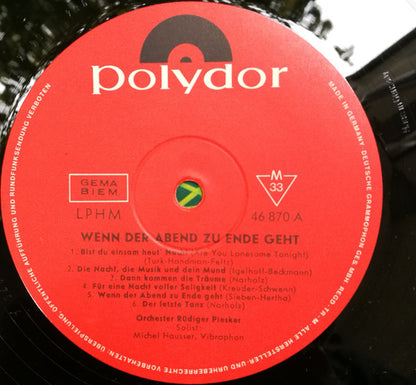 polydor
GEMA
BIEM
LPHM
M
33
46 870 A
WENN DER ABEND ZU ENDE GEHT
1. Bist du einsam heut' Nacht (Are You Lonesome Tonight)
(Turk-Handman-Feltz)
2. Die Nacht, die Musik und dein Mund (Igelhoff-Beckmann)
3. Dann kommen die Träume (Narholz)
4. Für eine Nacht voller Seligkeit (Kreuder-Schwenn)
5. Wenn der Abend zu Ende geht (Sieben-Hertha)
6. Der letzte Tanz (Narholz)
Orchester Rüdiger Piesker
Solist:
Michel Hausser, Vibraphon
MADE IN GERMANY · DEUTSCHE GRAMMOPHON GES MBH REGD TR. M. ALLE HERSTELLER- UND URHEBERRECHTE VORBEHALTEN. ÜBERSPIELUNG, ÖFFENTLICHE AUFFÜHRUNG UND RUNDFUNKSENDUNG VERBOTEN